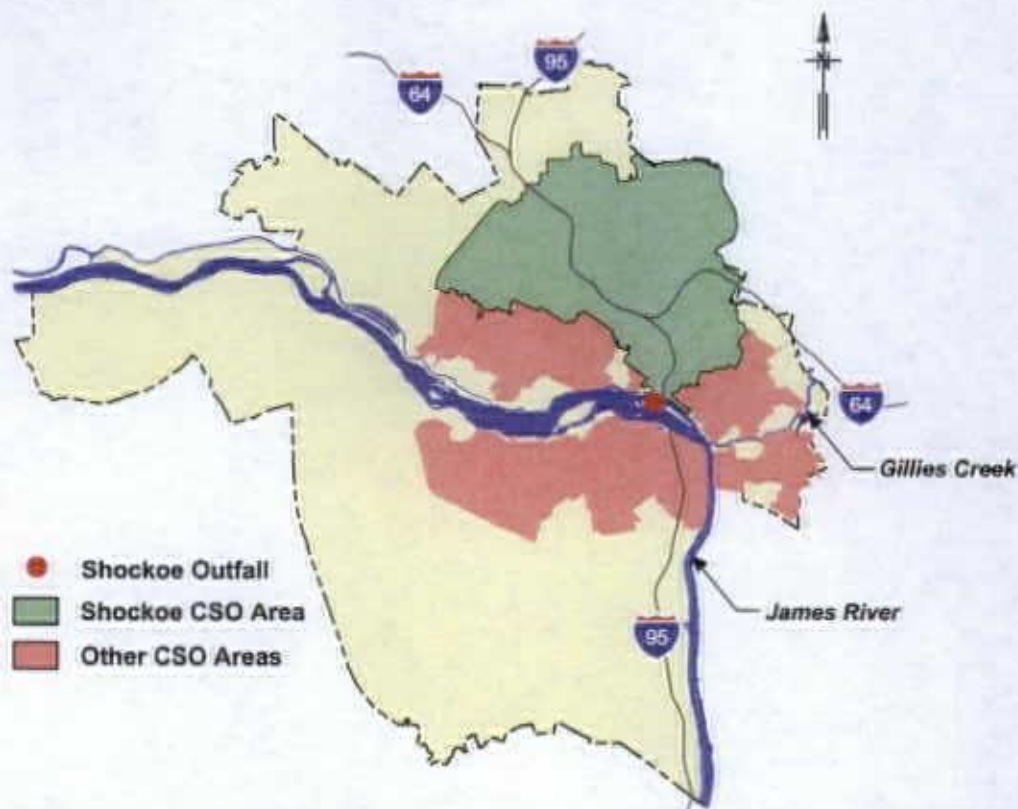 N
95
64
64
Gillies Creek
Shockoe Outfall
Shockoe CSO Area
James River
95
Other CSO Areas